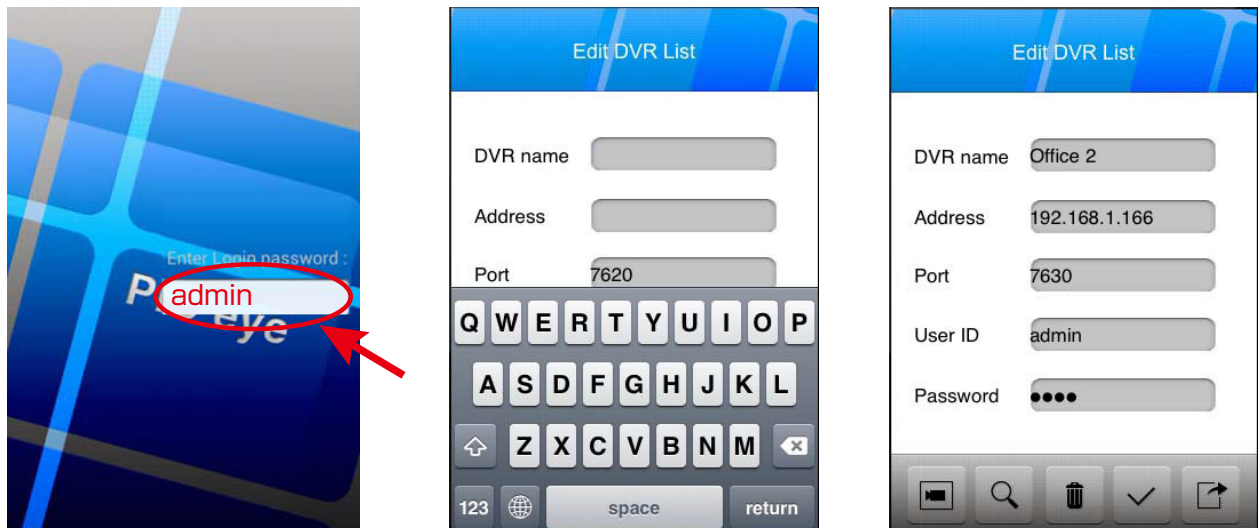 Enter Login password :
admin
eye
Edit DVR List
DVR name
Address
Port 7620
Q W E R T Y U I O P
A S D F G H J K L
Z X C V B N M
123 space return
Edit DVR List
DVR name Office 2
Address 192.168.1.166
Port 7630
User ID admin
Password ●●●●